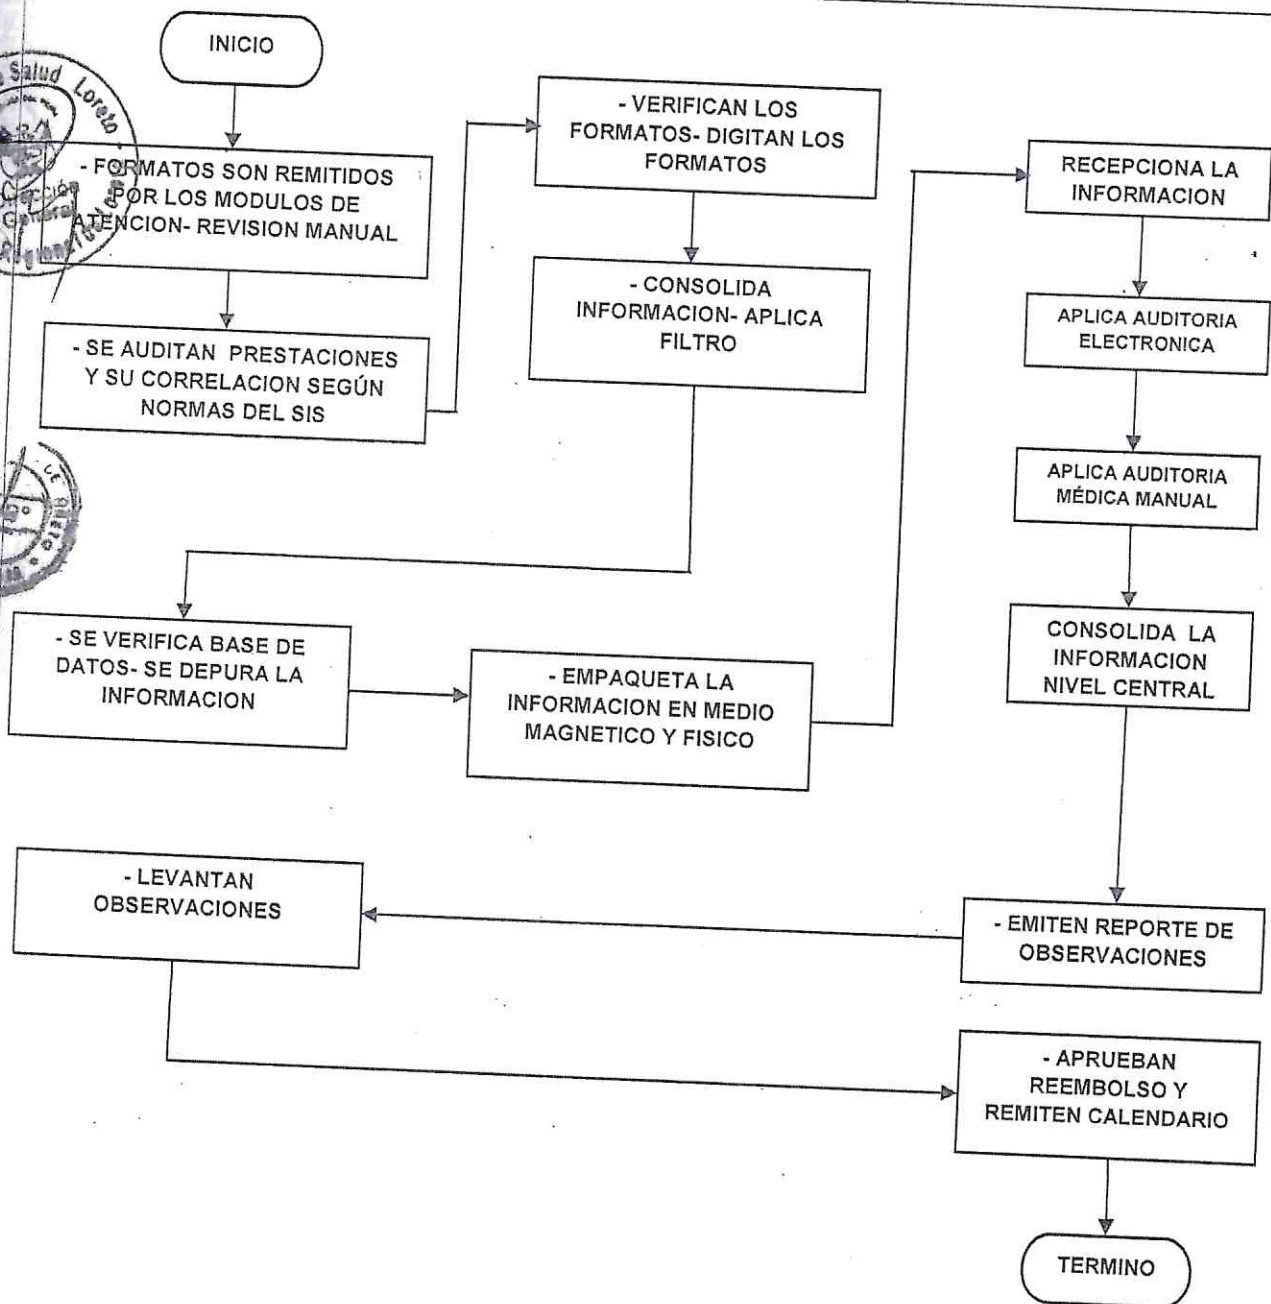 INICIO
- FORMATOS SON REMITIDOS
POR LOS MODULOS DE
ATENCION- REVISION MANUAL
- SE AUDITAN PRESTACIONES
Y SU CORRELACION SEGÚN
NORMAS DEL SIS
- VERIFICAN LOS
FORMATOS- DIGITAN LOS
FORMATOS
- CONSOLIDA
INFORMACION- APLICA
FILTRO
- SE VERIFICA BASE DE
DATOS- SE DEPURA LA
INFORMACION
- EMPAQUETA LA
INFORMACION EN MEDIO
MAGNETICO Y FISICO
RECEPCIONA LA
INFORMACION
APLICA AUDITORIA
ELECTRONICA
APLICA AUDITORIA
MÉDICA MANUAL
CONSOLIDA LA
INFORMACION
NIVEL CENTRAL
- EMITEN REPORTE DE
OBSERVACIONES
- LEVANTAN
OBSERVACIONES
- APRUEBAN
REEMBOLSO Y
REMITEN CALENDARIO
TERMINO
Salud Loreto
General